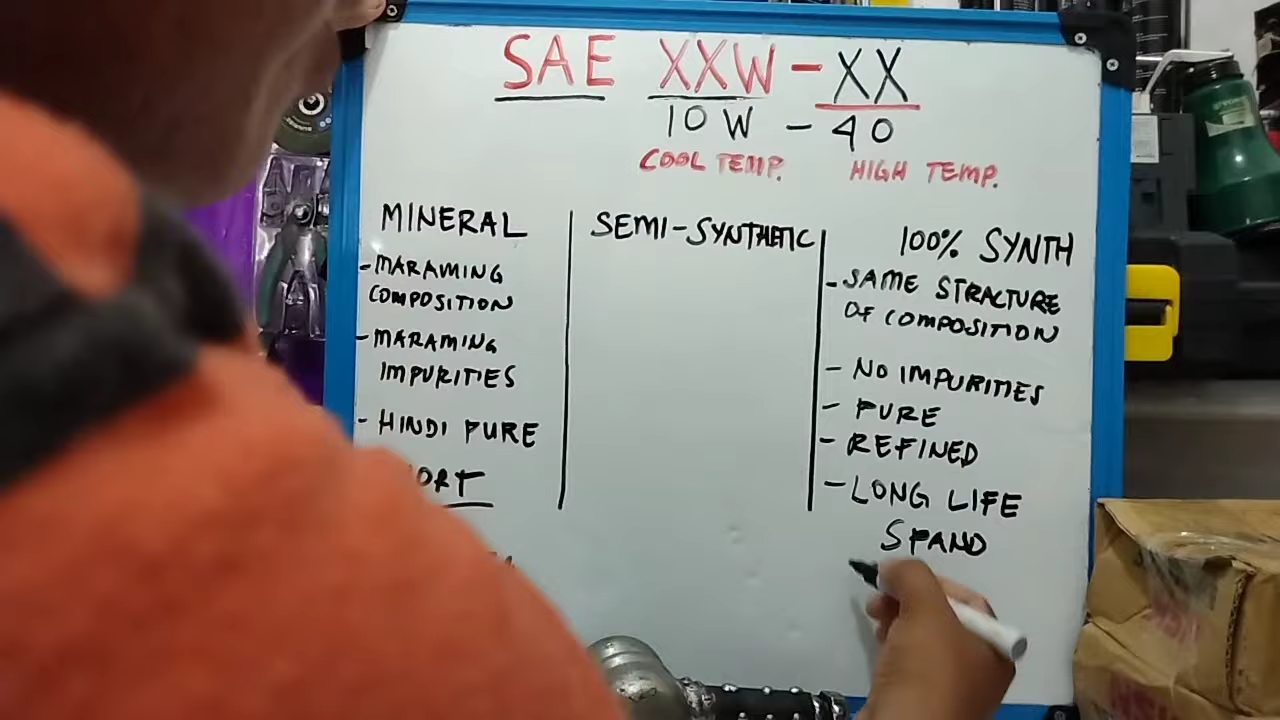 SAE XXW - XX
10W - 40
COOL TEMP. HIGH TEMP.
MINERAL
- MARAMING
COMPOSITION
- MARAMING
IMPURITIES
- HINDI PURE
SEMI-SYNTHETIC
100% SYNTH
- SAME STRACTURE
OF COMPOSITION
- NO IMPURITIES
- PURE
- REFINED
- LONG LIFE
SPAND